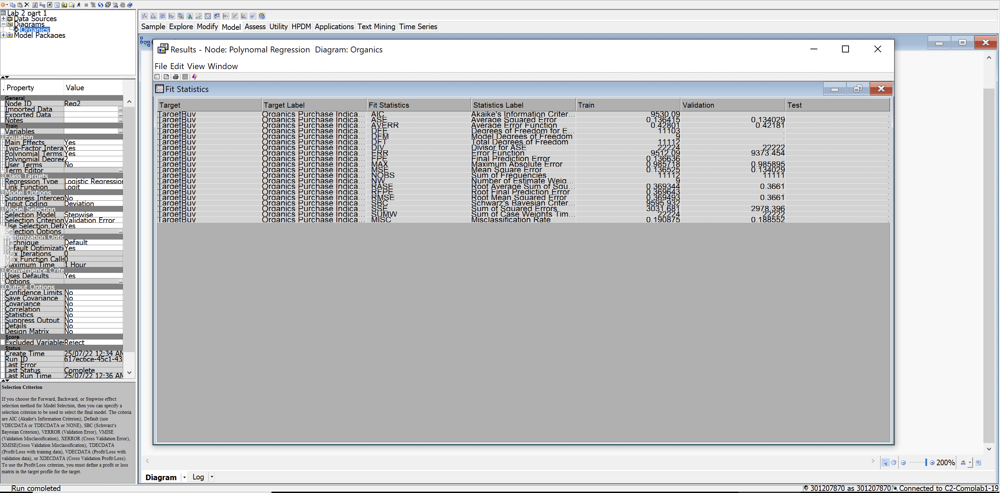 Lab 2 part 1
Data Sources
Diagrams
Organics
Model Packages
Sample Explore Modify Model Assess Utility HPDM Applications Text Mining Time Series
Results - Node: Polynomal Regression Diagram: Organics
File Edit View Window
Fit Statistics
Target Target Label Fit Statistics Statistics Label Train Validation Test
TargetBuy Organics Purchase Indica... AIC Akaike's Information Criter... 9530.09 .
TargetBuy Organics Purchase Indica... ASE Average Squared Error 0.136415 0.134029 .
TargetBuy Organics Purchase Indica... AVERR Average Error Function 0.42801 0.42181 .
TargetBuy Organics Purchase Indica... DFE Degrees of Freedom for E... 11103 . .
TargetBuy Organics Purchase Indica... DFM Model Degrees of Freedom 9 . .
TargetBuy Organics Purchase Indica... DFT Total Degrees of Freedom 11112 . .
TargetBuy Organics Purchase Indica... DIV Divisor for ASE 22224 22222 .
TargetBuy Organics Purchase Indica... ERR Error Function 9512.09 9373.454 .
TargetBuy Organics Purchase Indica... FPE Final Prediction Error 0.136636 . .
TargetBuy Organics Purchase Indica... MAX Maximum Absolute Error 0.985718 0.985895 .
TargetBuy Organics Purchase Indica... MSE Mean Square Error 0.136525 0.134029 .
TargetBuy Organics Purchase Indica... NOBS Sum of Frequencies 11112 11111 .
TargetBuy Organics Purchase Indica... NW Number of Estimate Weig... 9 . .
TargetBuy Organics Purchase Indica... RASE Root Average Sum of Squ... 0.369344 0.3661 .
TargetBuy Organics Purchase Indica... RFPE Root Final Prediction Error 0.369643 . .
TargetBuy Organics Purchase Indica... RMSE Root Mean Squared Error 0.369493 0.3661 .
TargetBuy Organics Purchase Indica... SBC Schwarz's Bayesian Criter... 9595.932 . .
TargetBuy Organics Purchase Indica... SSE Sum of Squared Errors 3031.681 2978.396 .
TargetBuy Organics Purchase Indica... SUMW Sum of Case Weights Tim... 22224 22222 .
TargetBuy Organics Purchase Indica... MISC Misclassification Rate 0.190875 0.188552 .
. Property Value
General
Node ID Reg2
Imported Data ...
Exported Data ...
Notes ...
Train
Variables ...
Equation
Main Effects Yes
Two-Factor Intera Yes
Polynomial Terms Yes
Polynomial Degree 2
User Terms No
Term Editor ...
Class Targets
Regression Type Logistic Regression
Link Function Logit
Model Options
Suppress Intercep No
Input Coding Deviation
Model Selection
Selection Model Stepwise
Selection Criterion Validation Error
Use Selection Defa Yes
Selection Options ...
Optimization Optic
Technique Default
Default Optimizati Yes
Max Iterations 0
Max Function Calls 0
Maximum Time 1 Hour
Convergence Crite
Uses Defaults Yes
Options ...
Output Options
Confidence Limits No
Save Covariance No
Covariance No
Correlation No
Statistics No
Suppress Output No
Details No
Design Matrix No
Score
Excluded Variables Reject
Status
Create Time 25/07/22 12:34 AM
Run ID 617ec6ce-45c1-43
Last Error
Last Status Complete
Last Run Time 25/07/22 12:36 AM
Selection Criterion
If you choose the Forward, Backward, or Stepwise effect
selection method for Model Selection, then you can specify a
selection criterion to be used to select the final model. The criteria
are AIC (Akaike's Information Criterion), Default (use
VDECDATA or TDECDATA or NONE), SBC (Schwarz's
Bayesian Criterion), VERROR (Validation Error), VMISE
(Validation Misclassification), XERROR (Cross Validation Error),
XMISE(Cross Validation Misclassification), TDECDATA
(Profit/Loss with training data), VDECDATA (Profit/Loss with
validation data), or XDECDATA (Cross Validation Profit/Loss).
To use the Profit/Loss criterion, you must define a profit or loss
matrix in the target profile for the target.
200%
Diagram Log
Run completed
301207870 as 301207870 Connected to C2-Complab1-19